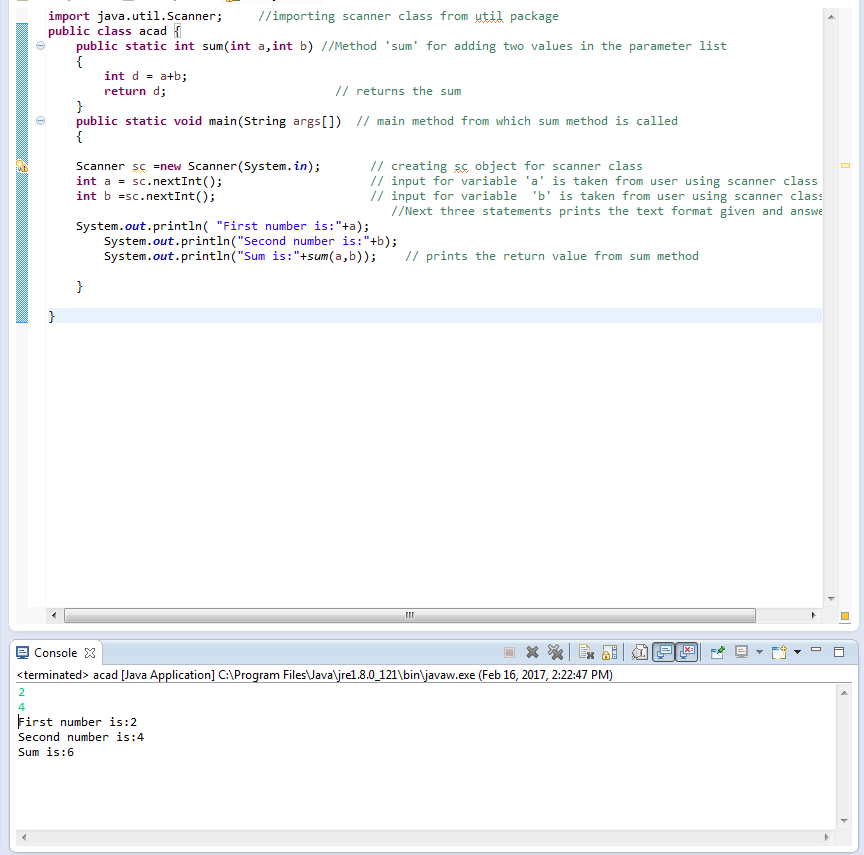 import java.util.Scanner;     //importing scanner class from util package
public class acad {
    public static int sum(int a,int b) //Method 'sum' for adding two values in the parameter list
    {
        int d = a+b;
        return d;                        // returns the sum
    }
    public static void main(String args[])  // main method from which sum method is called
    {
    Scanner sc =new Scanner(System.in);       // creating sc object for scanner class
    int a = sc.nextInt();                     // input for variable 'a' is taken from user using scanner class
    int b =sc.nextInt();                      // input for variable  'b' is taken from user using scanner class
                                                 //Next three statements prints the text format given and answe
    System.out.println( "First number is:"+a);
        System.out.println("Second number is:"+b);
        System.out.println("Sum is:"+sum(a,b));    // prints the return value from sum method
    }
}
Console
<terminated> acad [Java Application] C:\Program Files\Java\jre1.8.0_121\bin\javaw.exe (Feb 16, 2017, 2:22:47 PM)
2
4
First number is:2
Second number is:4
Sum is:6